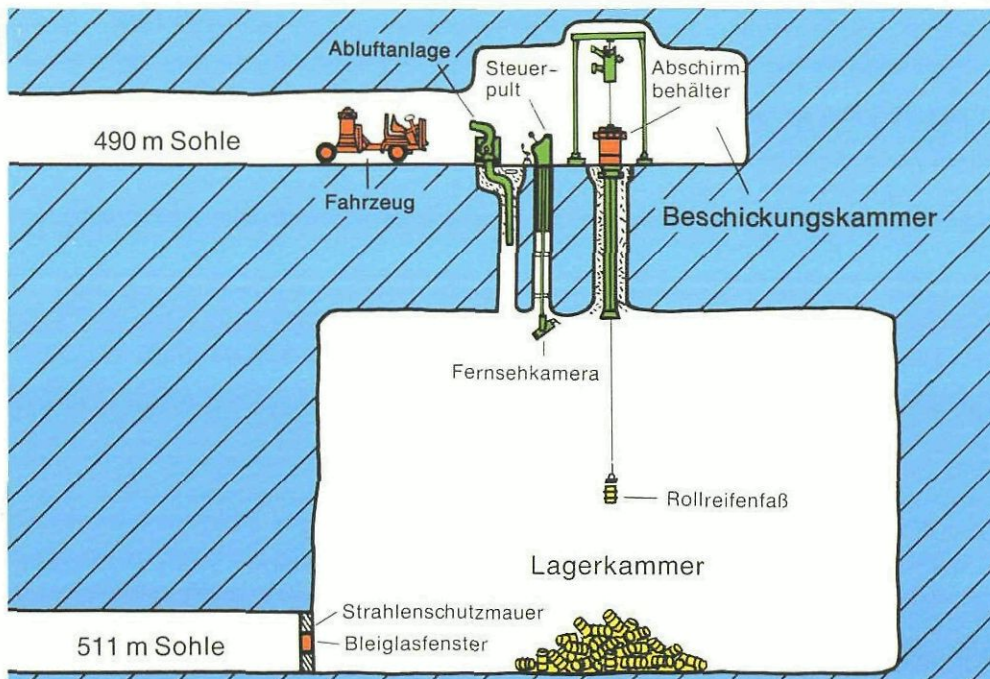 Abluftanlage
Steuer-
pult
Abschirm-
behälter
490 m Sohle
Fahrzeug
Beschickungskammer
Fernsehkamera
Rollreifenfaß
Lagerkammer
Strahlenschutzmauer
Bleiglasfenster
511 m Sohle